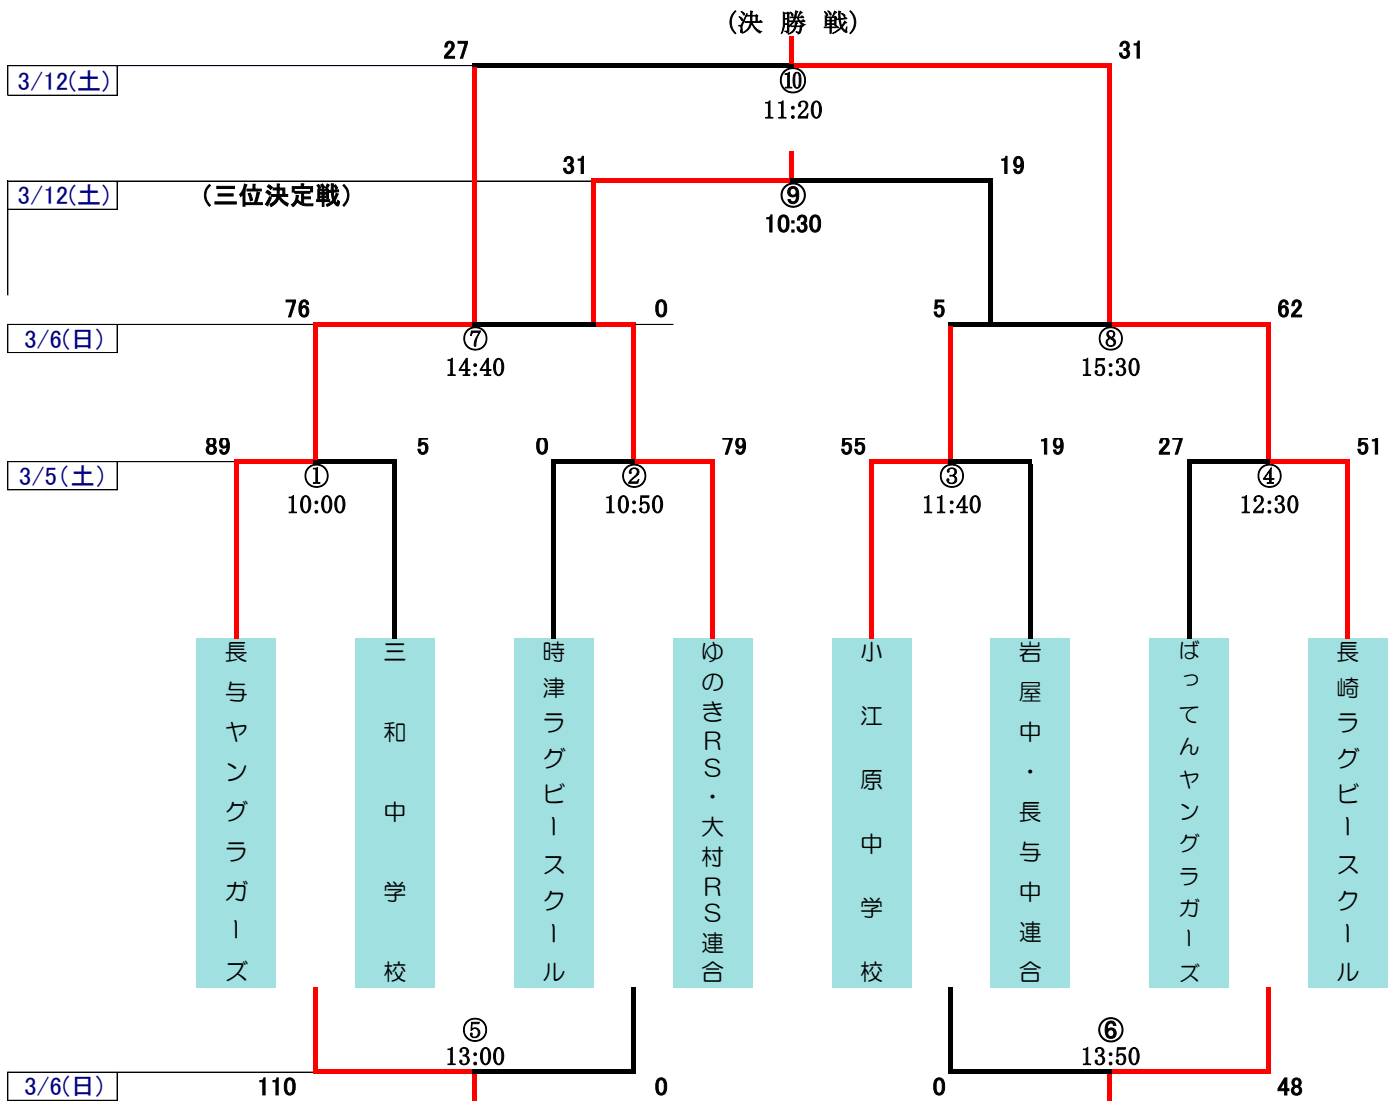 (決 勝 戦)
27
31
3/12(土)
⑩
11:20
31
19
3/12(土)
(三位決定戦)
⑨
10:30
76
0
5
62
3/6(日)
⑦
14:40
⑧
15:30
89
5
0
79
55
19
27
51
3/5(土)
①
10:00
②
10:50
③
11:40
④
12:30
長与ヤングラガーズ
三和中学校
時津ラグビースクール
ゆのきRS・大村RS連合
小江原中学校
岩屋中・長与中連合
ばってんヤングラガーズ
長崎ラグビースクール
⑤
13:00
⑥
13:50
3/6(日)
110
0
0
48